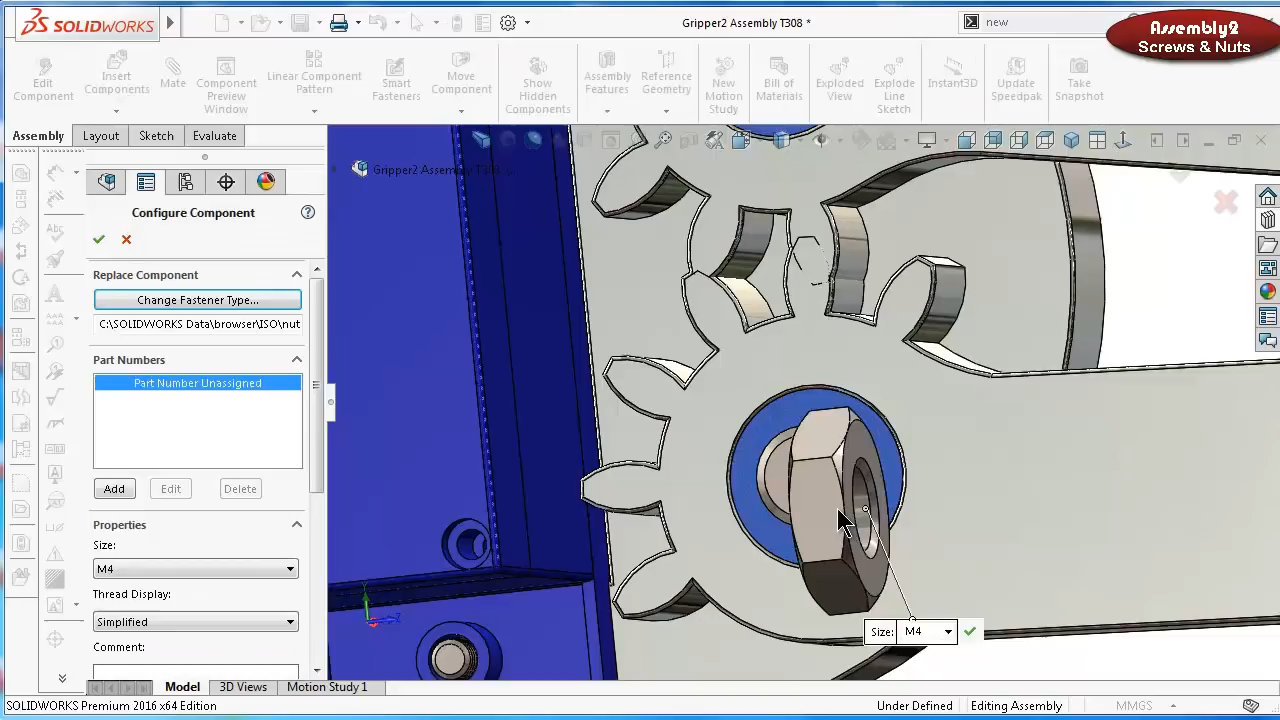 SOLIDWORKS
Gripper2 Assembly T308 *
new
Assembly2
Screws & Nuts
Edit
Component
Insert
Components
Mate
Component
Preview
Window
Linear Component
Pattern
Smart
Fasteners
Move
Component
Show
Hidden
Components
Assembly
Features
Reference
Geometry
New
Motion
Study
Bill of
Materials
Exploded
View
Explode
Line
Sketch
Instant3D
Update
Speedpak
Take
Snapshot
Assembly
Layout
Sketch
Evaluate
Gripper2 Assembly T308
Configure Component
Replace Component
Change Fastener Type...
C:\SOLIDWORKS Data\browser\ISO\nut
Part Numbers
Part Number Unassigned
Add
Edit
Delete
Properties
Size:
M4
Thread Display:
Simplified
Comment:
Size:
M4
Model
3D Views
Motion Study 1
SOLIDWORKS Premium 2016 x64 Edition
Under Defined
Editing Assembly
MMGS